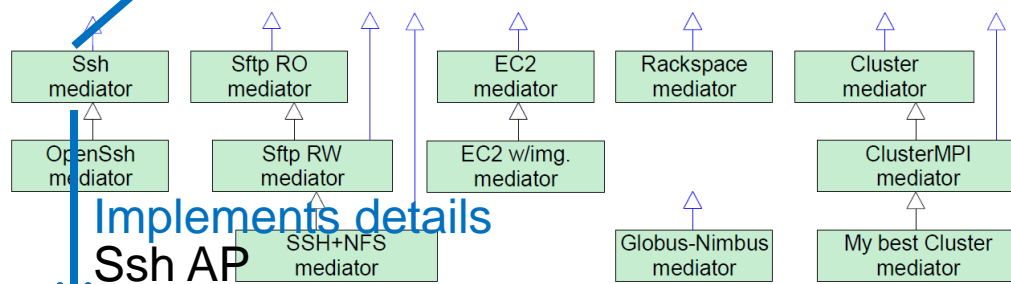 Ssh
mediator
Sftp RO
mediator
EC2
mediator
Rackspace
mediator
Cluster
mediator
OpenSsh
mediator
Sftp RW
mediator
EC2 w/img.
mediator
ClusterMPI
mediator
Implements details
Ssh AP
SSH+NFS
mediator
Globus-Nimbus
mediator
My best Cluster
mediator